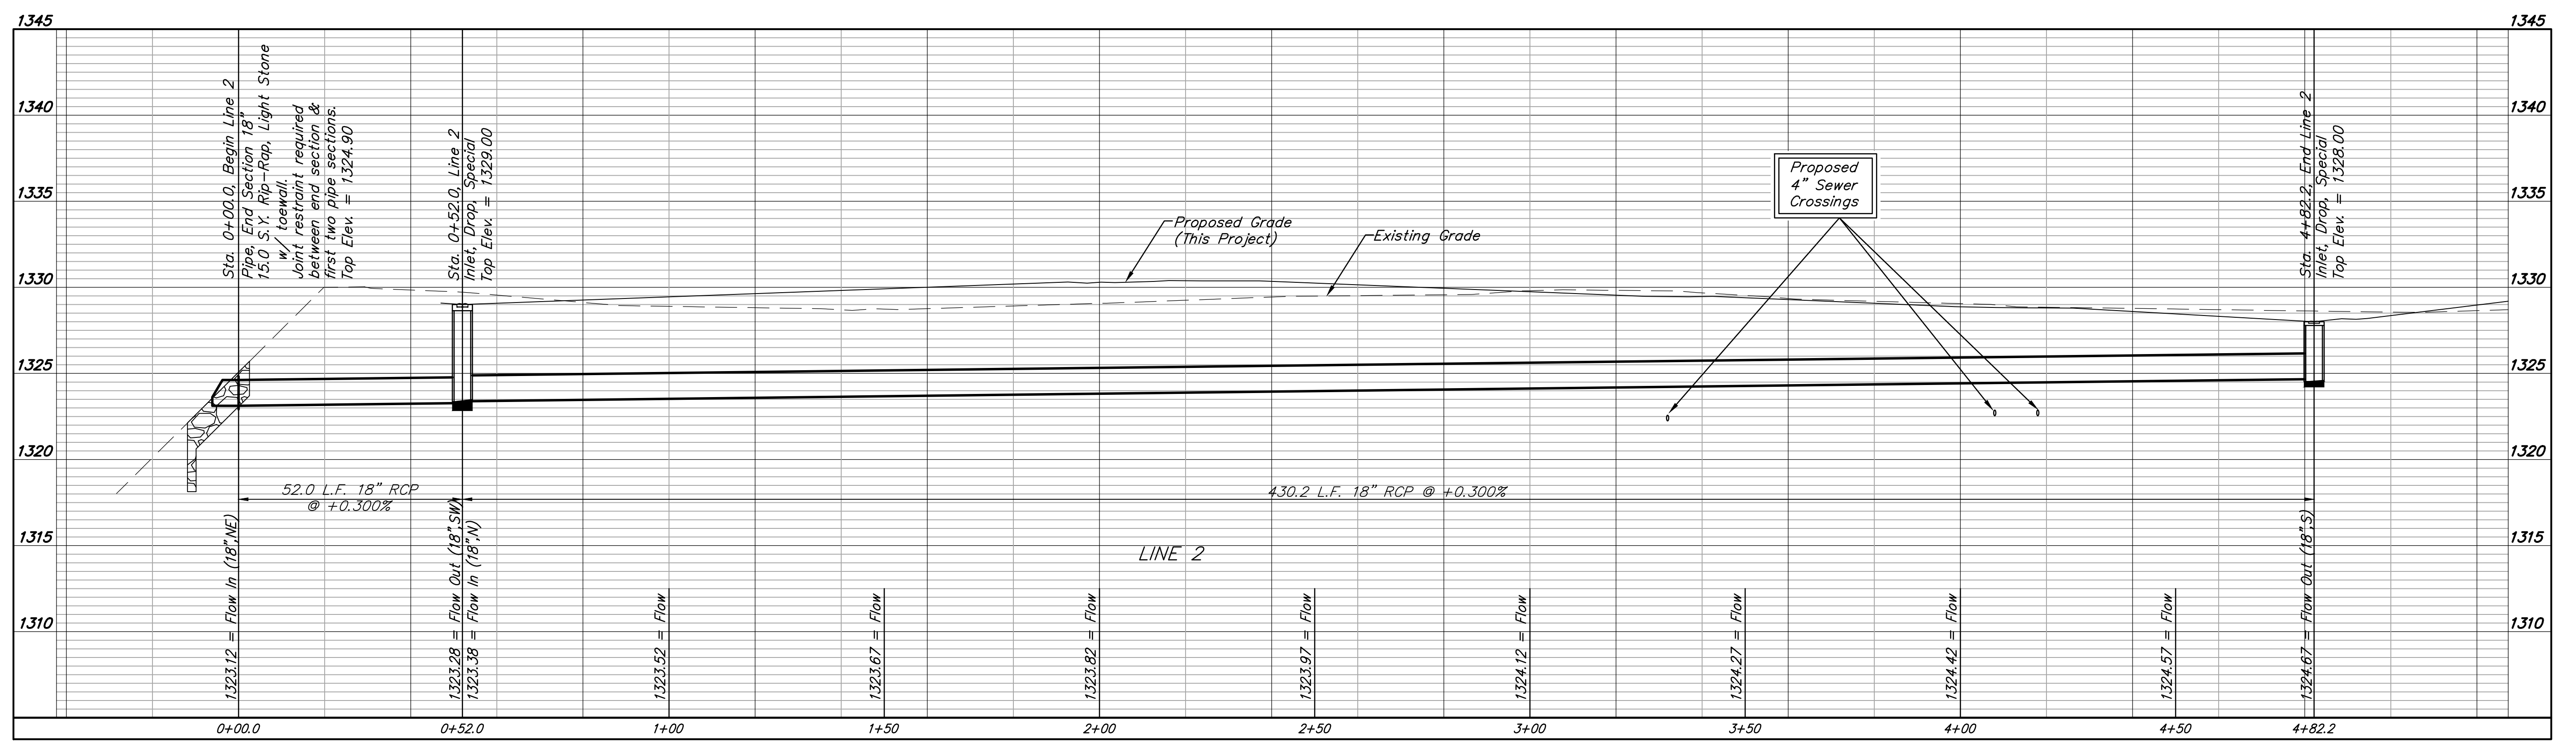 1345
1345
1340
1340
1335
1335
1330
1330
1325
1325
1320
1320
1315
1315
1310
1310
Sta. 0+00.0, Begin Line 2
Pipe, End Section 18"
15.0 S.Y. Rip-Rap, Light Stone
w/ toewall.
Joint restraint required
between end section &
first two pipe sections.
Top Elev. = 1324.90
Sta. 0+52.0, Line 2
Inlet, Drop, Special
Top Elev. = 1329.00
Proposed Grade
(This Project)
Existing Grade
Proposed
4" Sewer
Crossings
Sta. 4+82.2, End Line 2
Inlet, Drop, Special
Top Elev. = 1328.00
52.0 L.F. 18" RCP
@ +0.300%
430.2 L.F. 18" RCP @ +0.300%
LINE 2
1323.12 = Flow In (18",NE)
1323.28 = Flow Out (18",SW)
1323.38 = Flow In (18",N)
1323.52 = Flow
1323.67 = Flow
1323.82 = Flow
1323.97 = Flow
1324.12 = Flow
1324.27 = Flow
1324.42 = Flow
1324.57 = Flow
1324.67 = Flow Out (18",S)
0+00.0
0+52.0
1+00
1+50
2+00
2+50
3+00
3+50
4+00
4+50
4+82.2